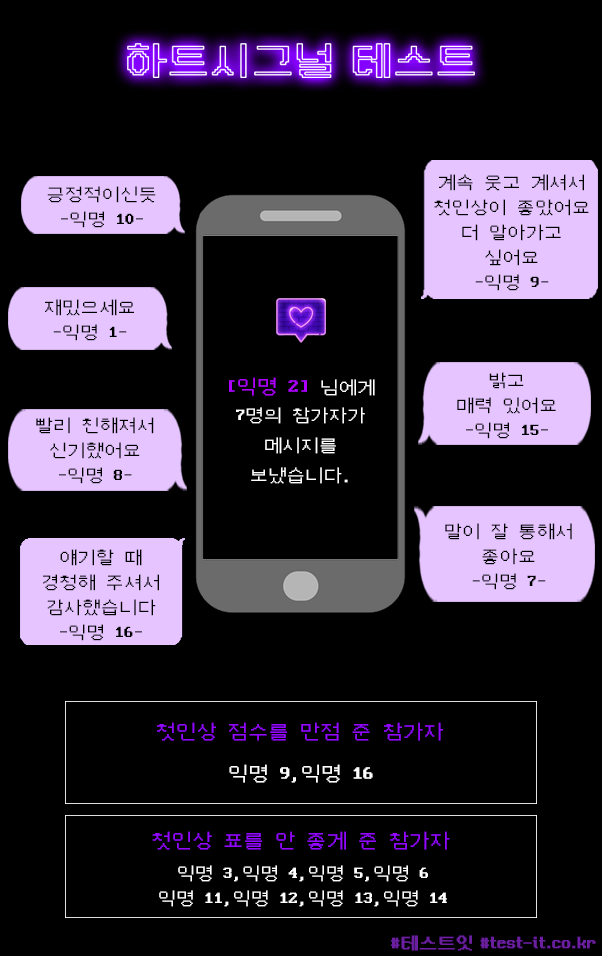 하트시그널 테스트
긍정적이신듯
-익명 10-
재밌으세요
-익명 1-
빨리 친해져서
신기했어요
-익명 8-
얘기할 때
경청해 주셔서
감사했습니다
-익명 16-
[익명 2] 님에게
7명의 참가자가
메시지를
보냈습니다.
계속 웃고 계셔서
첫인상이 좋았어요
더 알아가고
싶어요
-익명 9-
밝고
매력 있어요
-익명 15-
말이 잘 통해서
좋아요
-익명 7-
첫인상 점수를 만점 준 참가자
익명 9,익명 16
첫인상 표를 안 좋게 준 참가자
익명 3,익명 4,익명 5,익명 6
익명 11,익명 12,익명 13,익명 14
#테스트잇 #test-it.co.kr